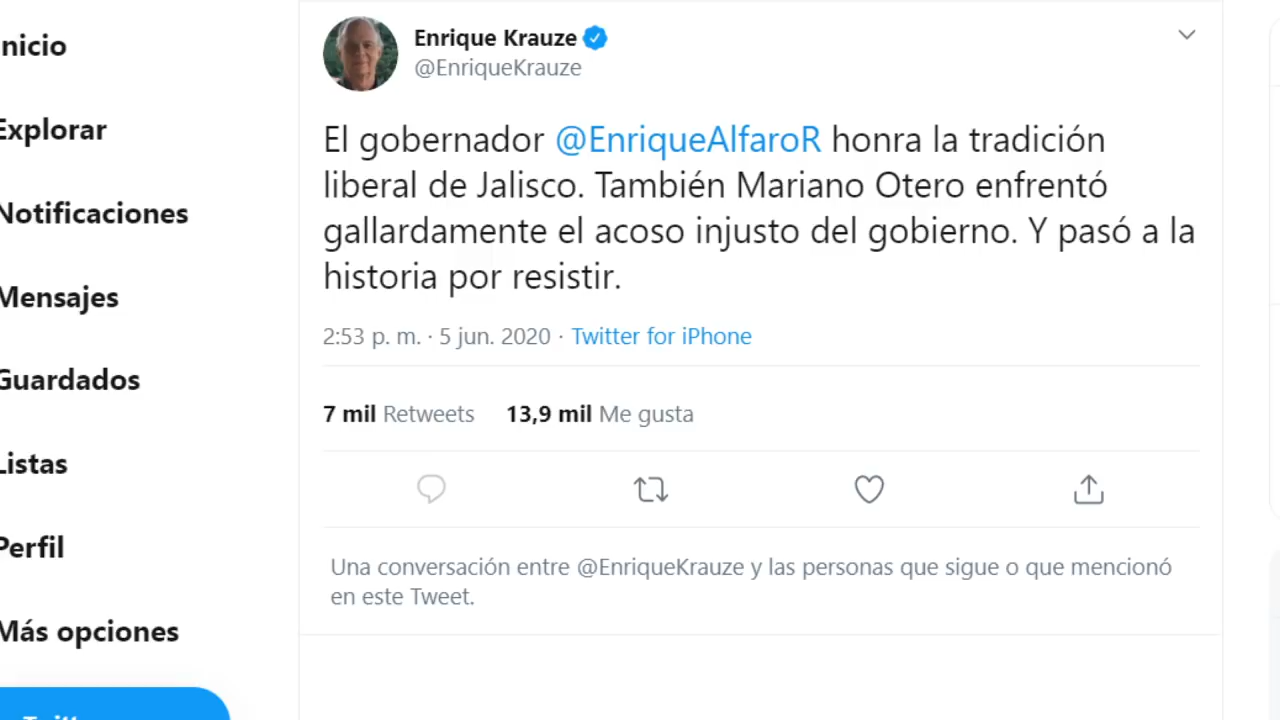 nicio
Explorar
Notificaciones
Mensajes
Guardados
Listas
Perfil
Más opciones
Enrique Krauze
@EnriqueKrauze
El gobernador @EnriqueAlfaroR honra la tradición
liberal de Jalisco. También Mariano Otero enfrentó
gallardamente el acoso injusto del gobierno. Y pasó a la
historia por resistir.
2:53 p. m. · 5 jun. 2020 · Twitter for iPhone
7 mil Retweets 13,9 mil Me gusta
Una conversación entre @EnriqueKrauze y las personas que sigue o que mencionó
en este Tweet.